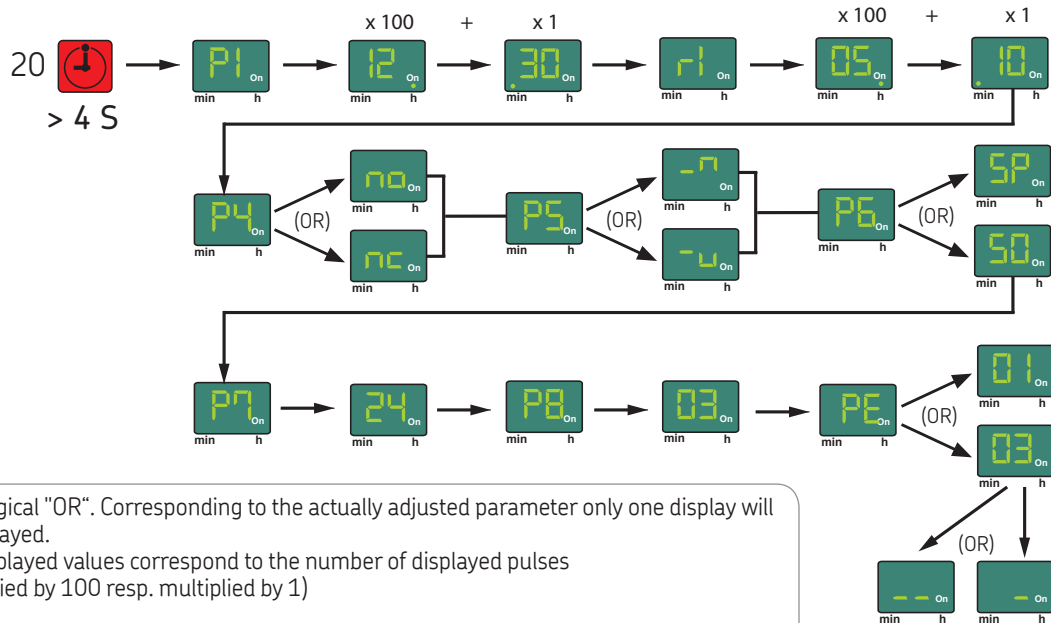 x 100 + x 1 x 100 + x 1
20 P1 On 12. On .30 On r1 On 05. On .10 On
min h min h min h min h min h min h
> 4 S
P4 On (OR) no On P5 On (OR) -n On P6 On (OR) SP On
min h min h min h min h min h min h
nc On -u On SO On
min h min h min h
P7 On 24 On P8 On 03 On PE On (OR) 01 On
min h min h min h min h min h min h
03 On
min h
gical "OR“. Corresponding to the actually adjusted parameter only one display will
ayed.
played values correspond to the number of displayed pulses
ied by 100 resp. multiplied by 1)
(OR)
-- On - On
min h min h